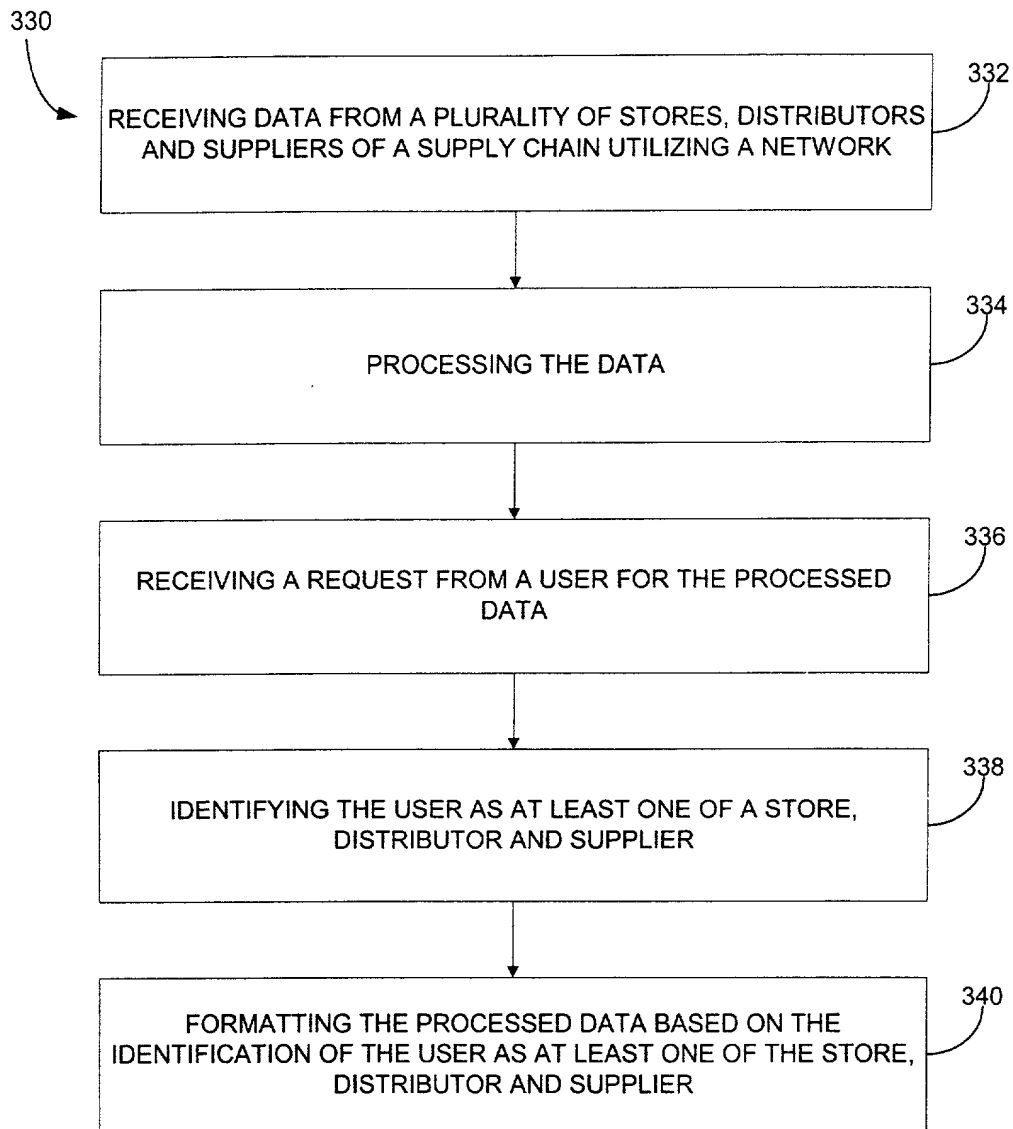 330
332
RECEIVING DATA FROM A PLURALITY OF STORES, DISTRIBUTORS
AND SUPPLIERS OF A SUPPLY CHAIN UTILIZING A NETWORK
334
PROCESSING THE DATA
336
RECEIVING A REQUEST FROM A USER FOR THE PROCESSED
DATA
338
IDENTIFYING THE USER AS AT LEAST ONE OF A STORE,
DISTRIBUTOR AND SUPPLIER
340
FORMATTING THE PROCESSED DATA BASED ON THE
IDENTIFICATION OF THE USER AS AT LEAST ONE OF THE STORE,
DISTRIBUTOR AND SUPPLIER